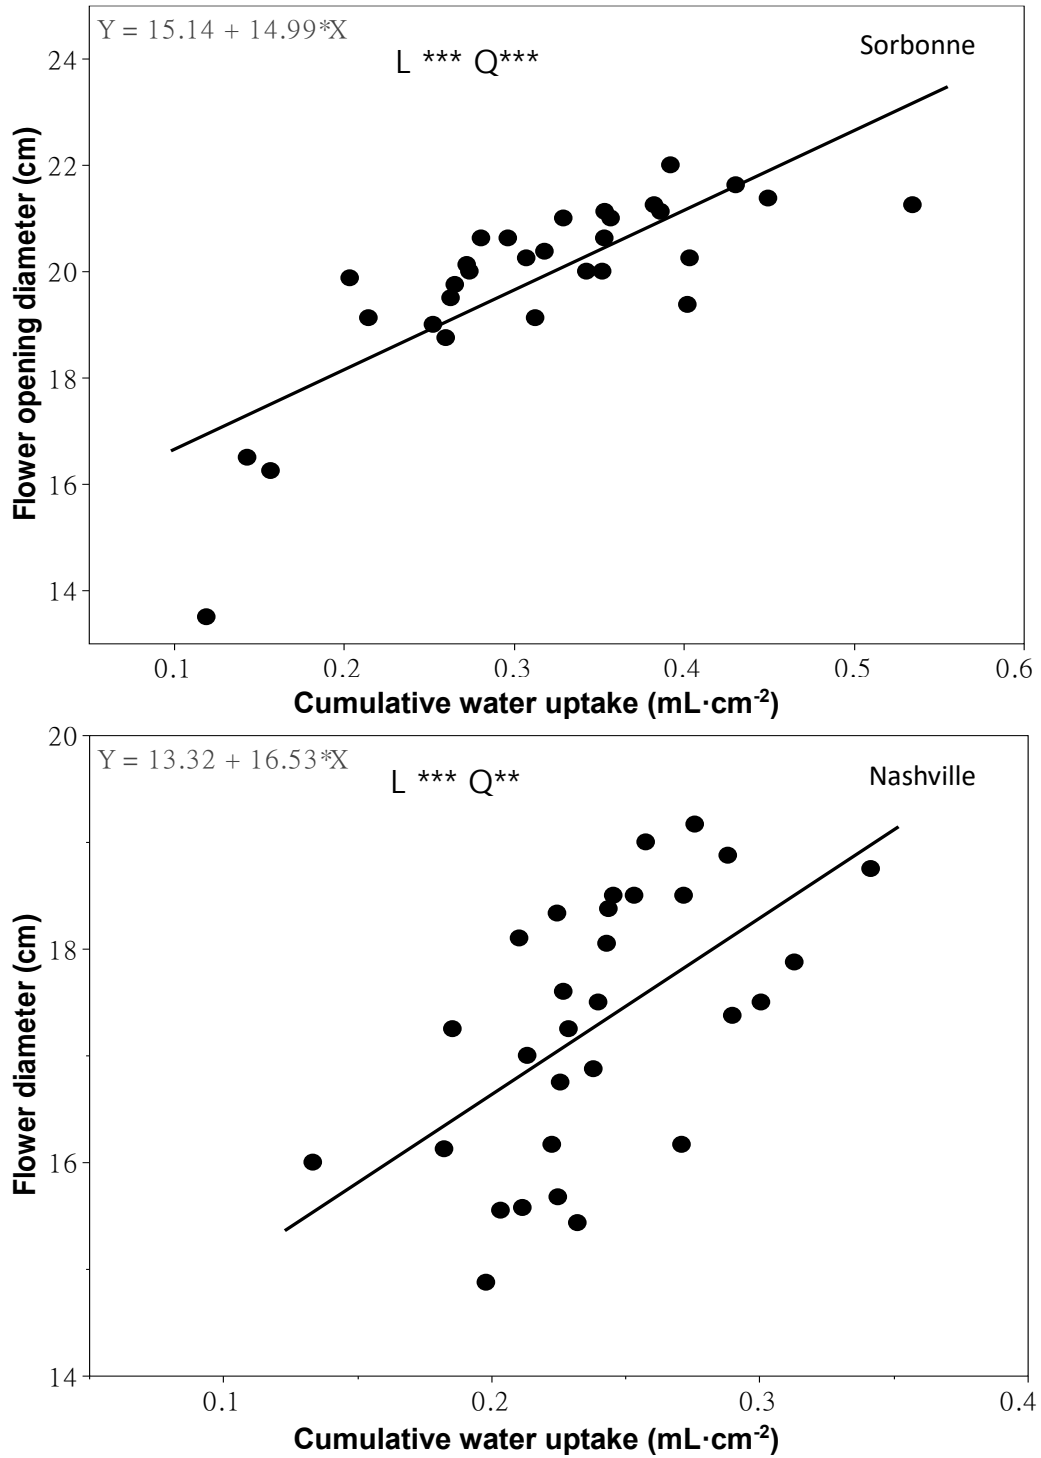 Y = 15.14 + 14.99*X
L *** Q***
Sorbonne
24
22
20
18
16
14
Flower opening diameter (cm)
0.1 0.2 0.3 0.4 0.5 0.6
Cumulative water uptake (mL·cm-2)
Y = 13.32 + 16.53*X
L *** Q**
Nashville
20
18
16
14
Flower diameter (cm)
0.1 0.2 0.3 0.4
Cumulative water uptake (mL·cm-2)